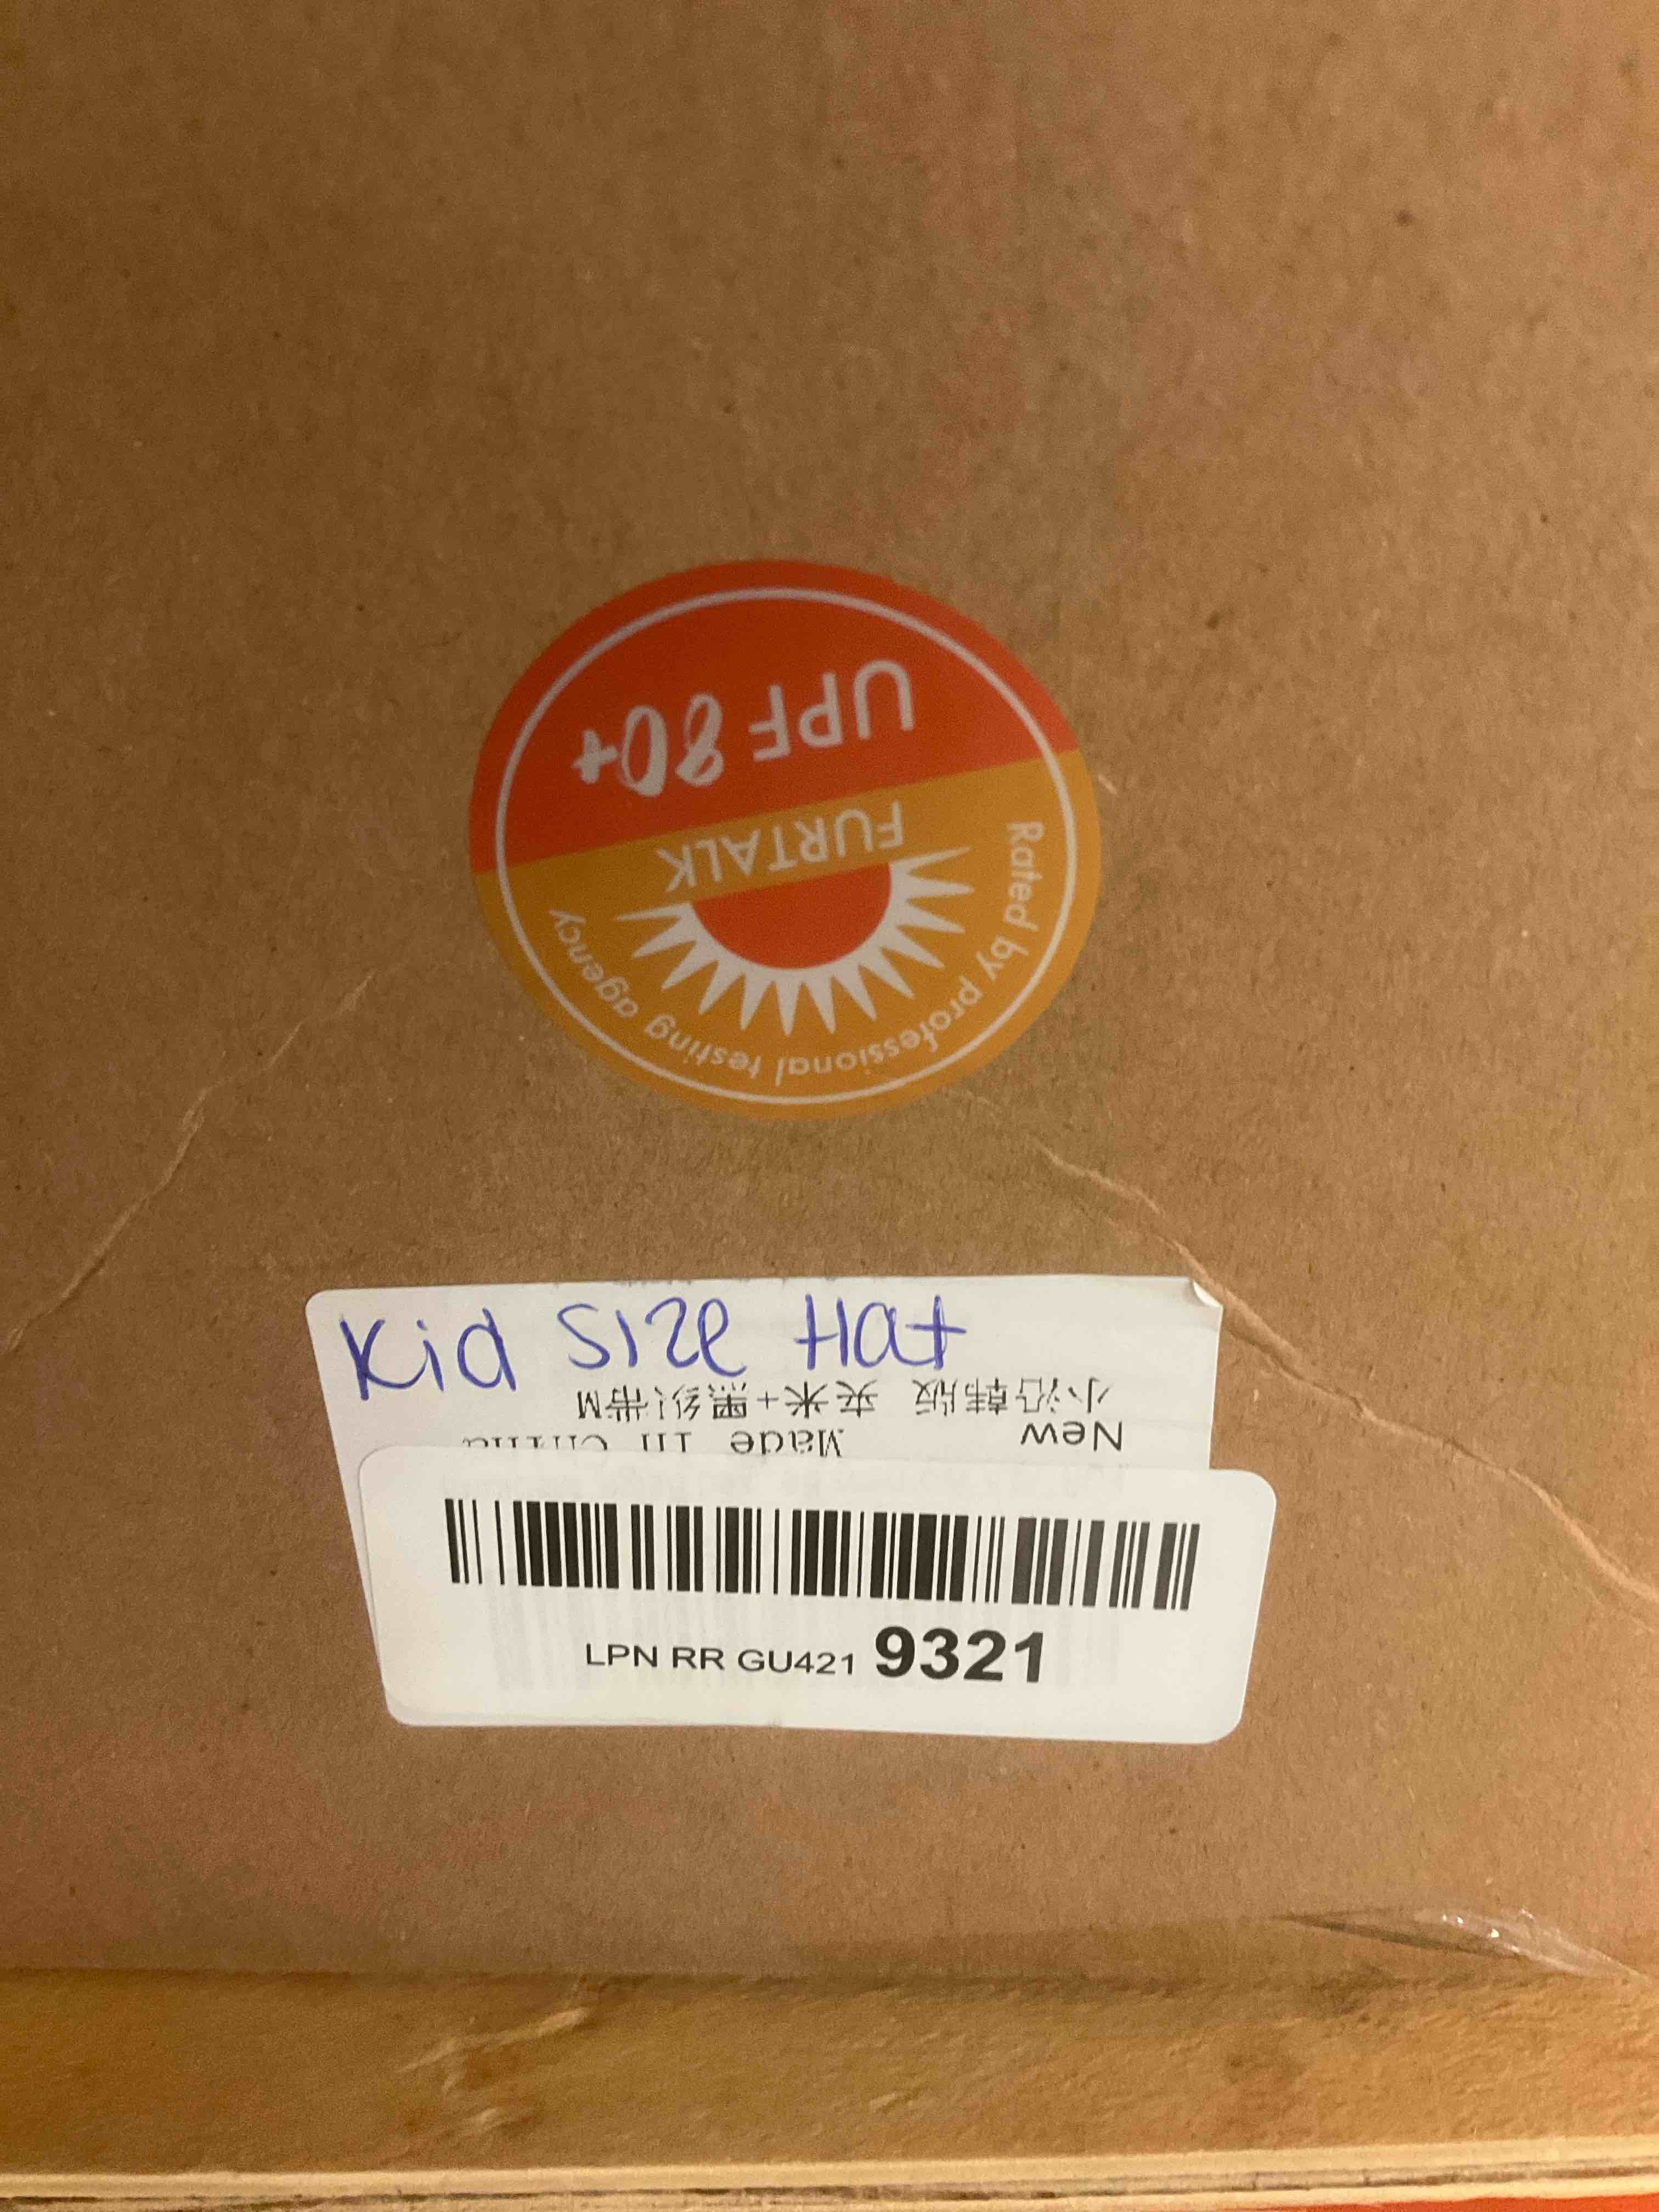 UPF 80+
FURTALK
Rated by professional testing agency
Kid SIZE Hat
小沿韩版 夹米+黑织带M
New Made in China
LPN RR GU421 9321